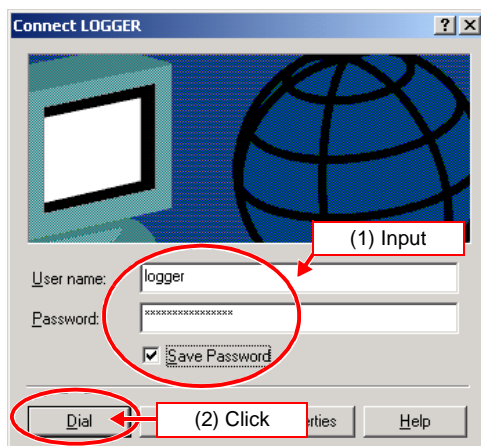 Connect LOGGER
(1) Input
User name: logger
Password: ****************
Save Password
Dial
(2) Click
erties
Help